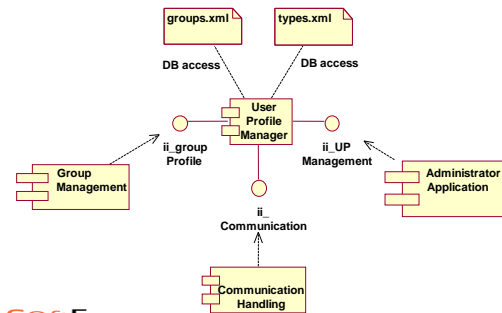 groups.xml
types.xml
DB access
DB access
User
Profile
Manager
ii_group
Profile
ii_UP
Management
Group
Management
Administrator
Application
ii_
Communication
Communication
Handling